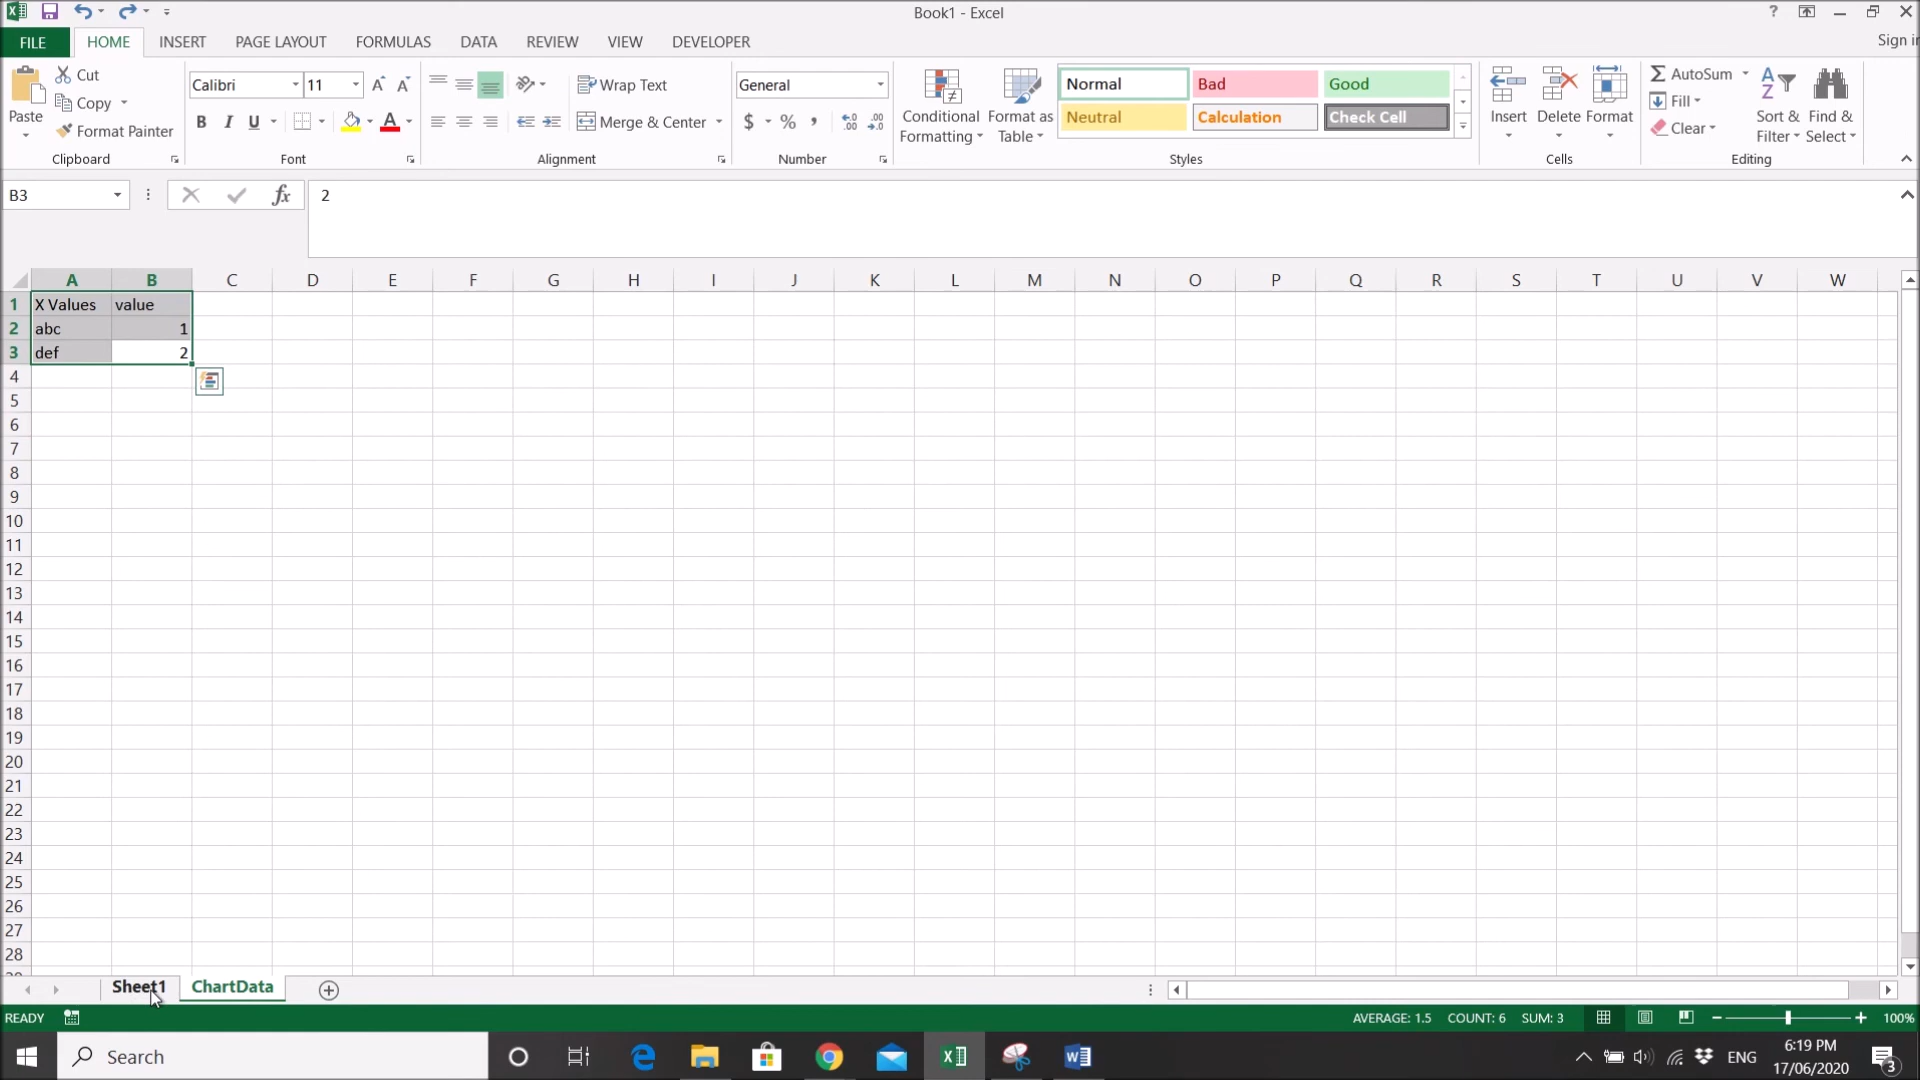 Book1 - Excel
?
Sign in
FILE HOME INSERT PAGE LAYOUT FORMULAS DATA REVIEW VIEW DEVELOPER
Paste
Cut
Copy
Format Painter
Clipboard
Calibri 11
B I U
Font
Wrap Text
Merge & Center
Alignment
General
$ % ,
Number
Conditional Formatting
Format as Table
Normal Bad Good
Neutral Calculation Check Cell
Styles
Insert Delete Format
Cells
AutoSum
Fill
Clear
Sort & Filter
Find & Select
Editing
B3 fx 2
A B C D E F G H I J K L M N O P Q R S T U V W
1 X Values value
2 abc 1
3 def 2
4
5
6
7
8
9
10
11
12
13
14
15
16
17
18
19
20
21
22
23
24
25
26
27
28
Sheet1 ChartData
READY AVERAGE: 1.5 COUNT: 6 SUM: 3 100%
Search
ENG
6:19 PM
17/06/2020
3